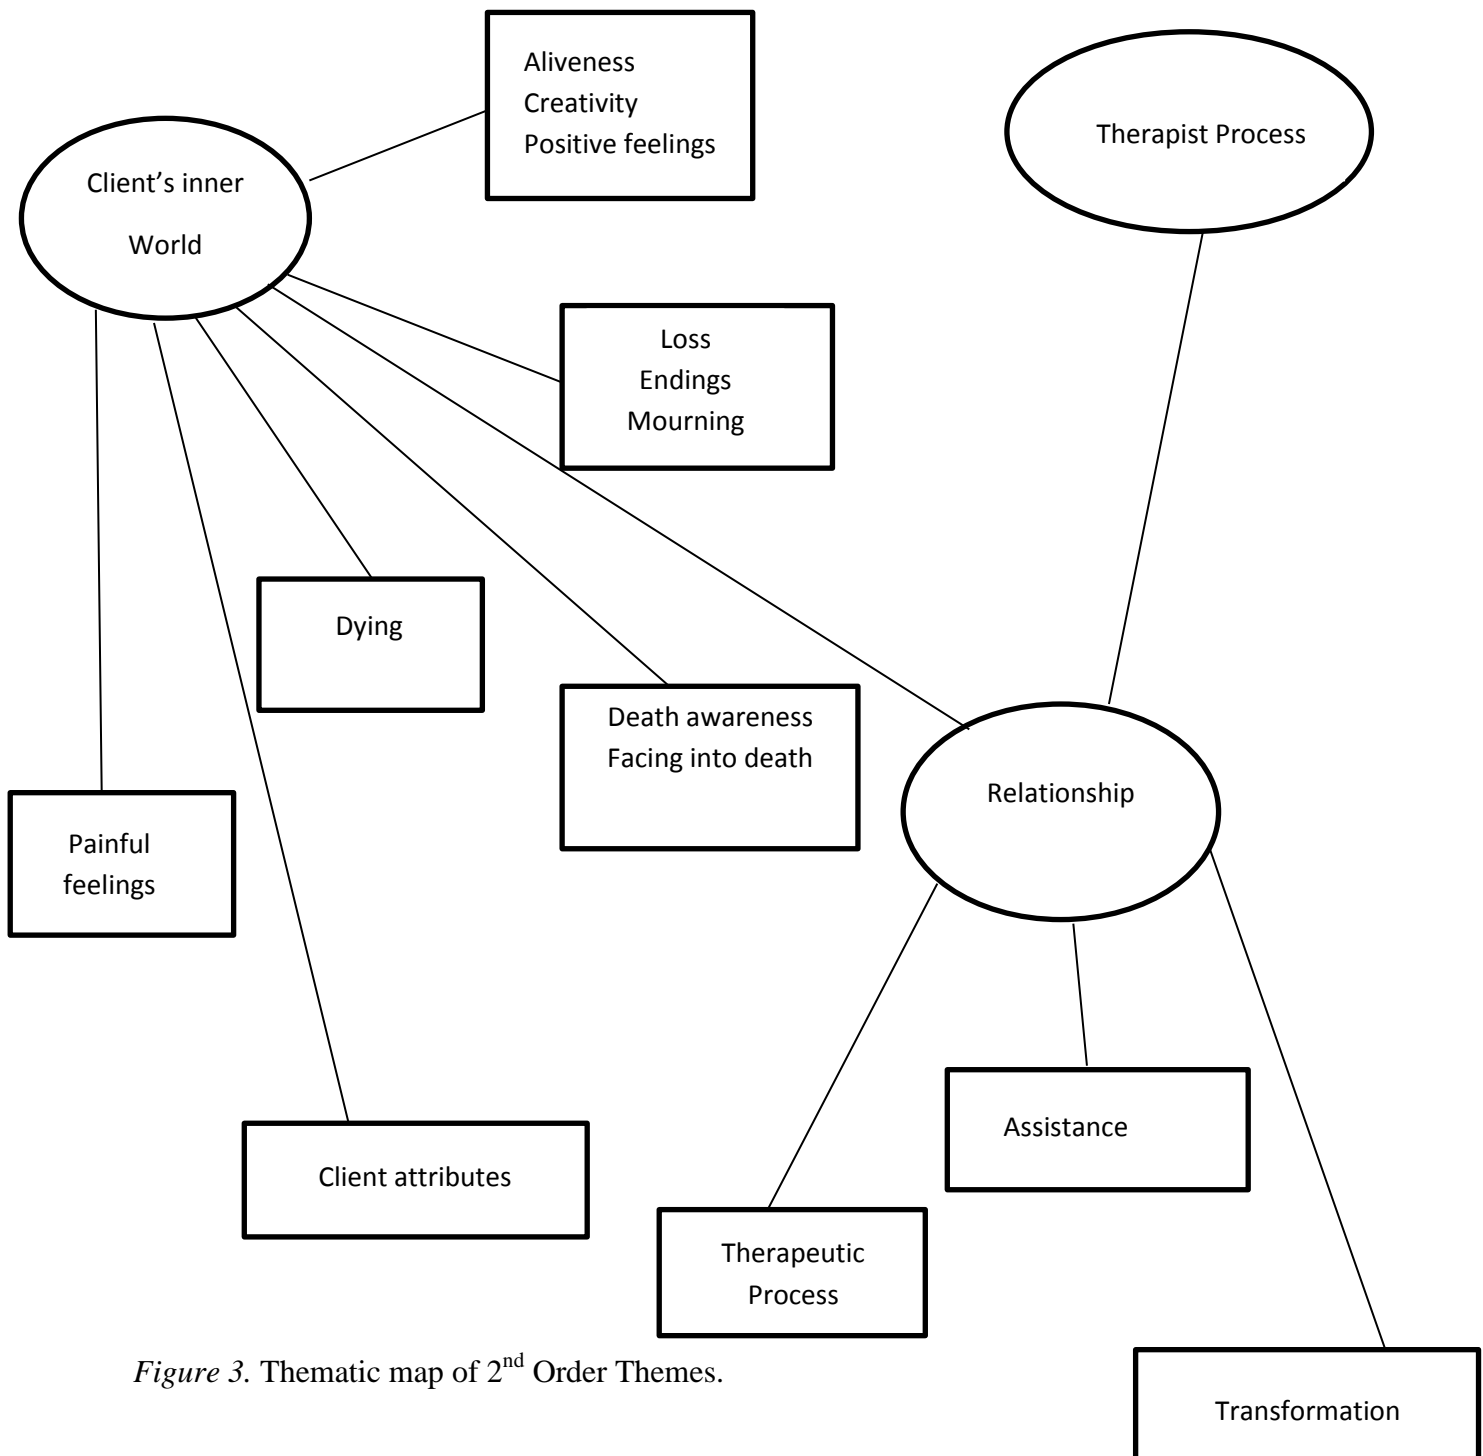 Aliveness
Creativity
Positive feelings
Therapist Process
Client’s inner
World
Loss
Endings
Mourning
Dying
Death awareness
Facing into death
Relationship
Painful
feelings
Assistance
Client attributes
Therapeutic
Process
Figure 3. Thematic map of 2nd Order Themes.
Transformation